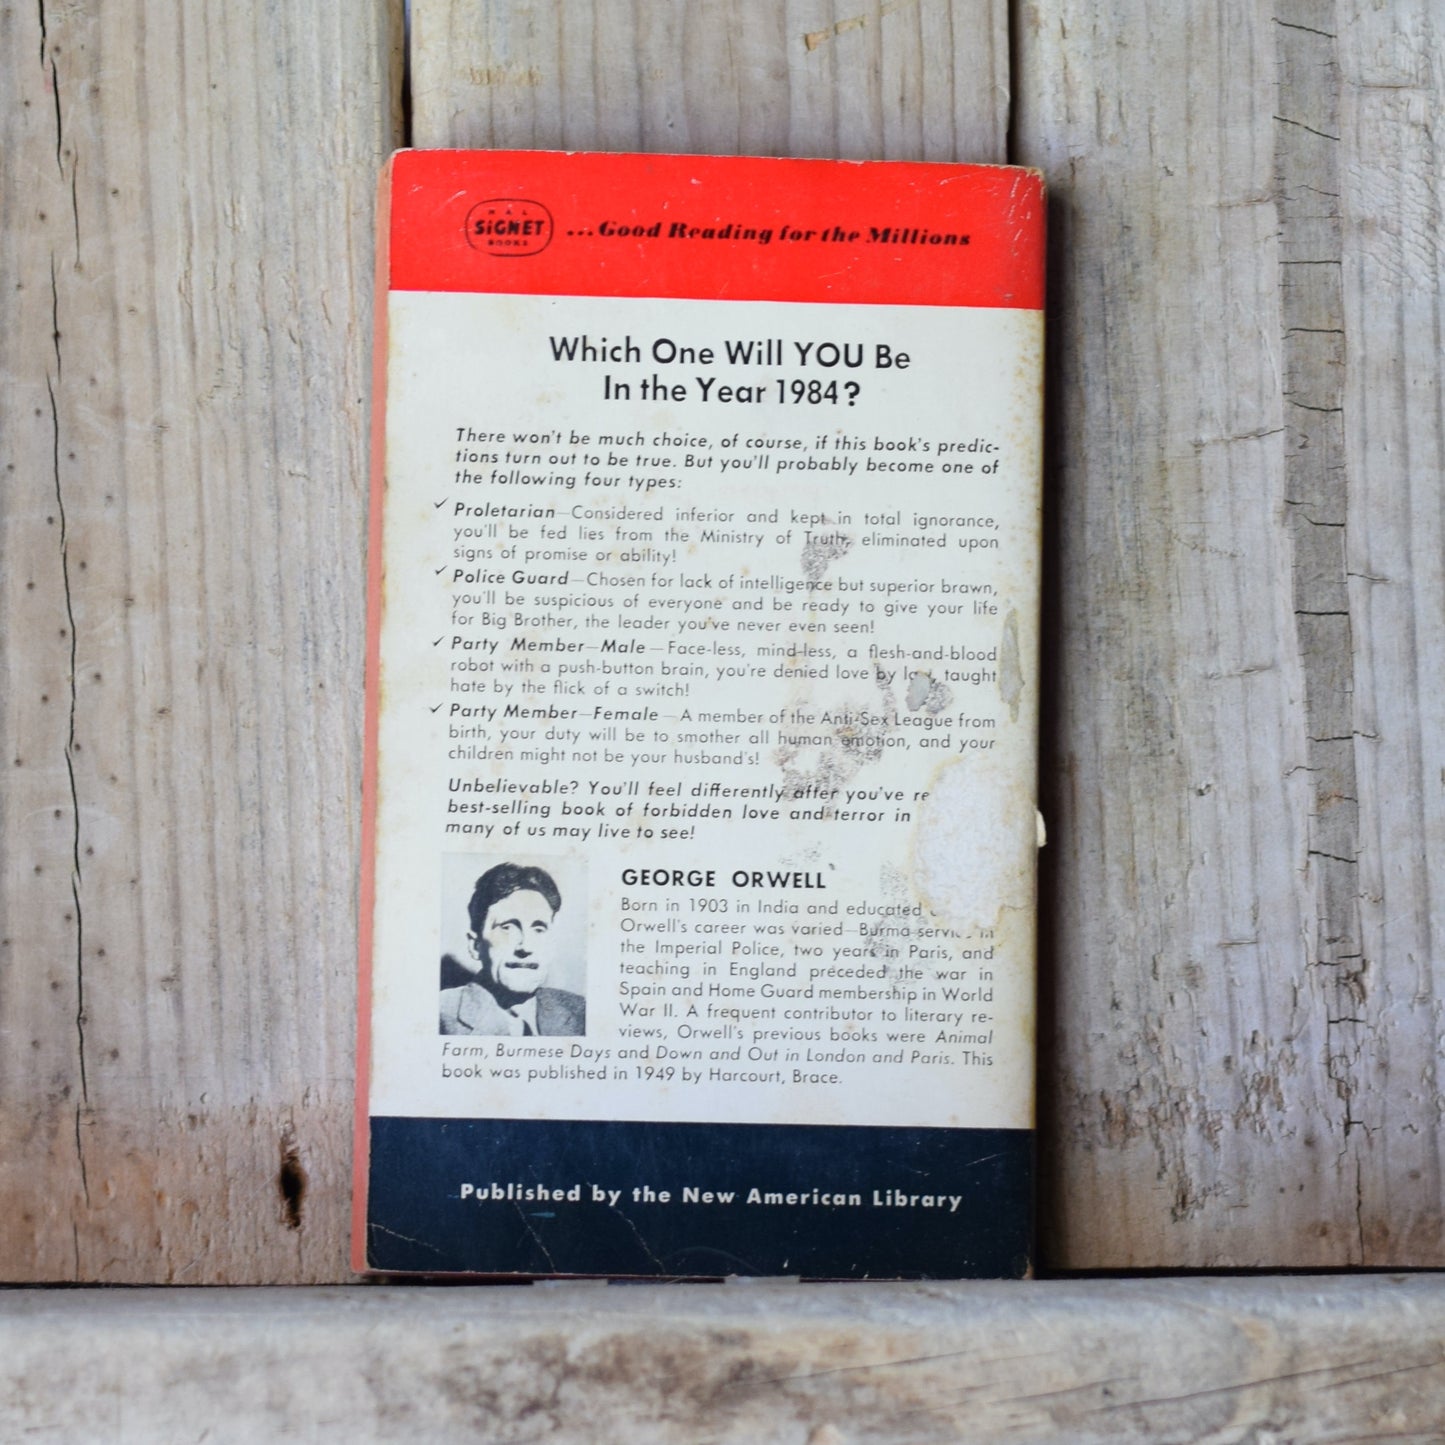 NAL
SIGNET
BOOKS
...Good Reading for the Millions
Which One Will YOU Be
In the Year 1984?
There won't be much choice, of course, if this book's predic-
tions turn out to be true. But you'll probably become one of
the following four types:
✓ Proletarian—Considered inferior and kept in total ignorance,
you'll be fed lies from the Ministry of Truth, eliminated upon
signs of promise or ability!
✓ Police Guard—Chosen for lack of intelligence but superior brawn,
you'll be suspicious of everyone and be ready to give your life
for Big Brother, the leader you've never even seen!
✓ Party Member—Male—Face-less, mind-less, a flesh-and-blood
robot with a push-button brain, you're denied love by taught
hate by the flick of a switch!
✓ Party Member—Female—A member of the Anti-Sex League from
birth, your duty will be to smother all human emotion, and your
children might not be your husband's!
Unbelievable? You'll feel differently after you've
best-selling book of forbidden love and terror in
many of us may live to see!
GEORGE ORWELL
Born in 1903 in India and educated
Orwell's career was varied—Burma service in
the Imperial Police, two years in Paris, and
teaching in England preceded the war in
Spain and Home Guard membership in World
War II. A frequent contributor to literary re-
views, Orwell's previous books were Animal
Farm, Burmese Days and Down and Out in London and Paris. This
book was published in 1949 by Harcourt, Brace.
Published by the New American Library